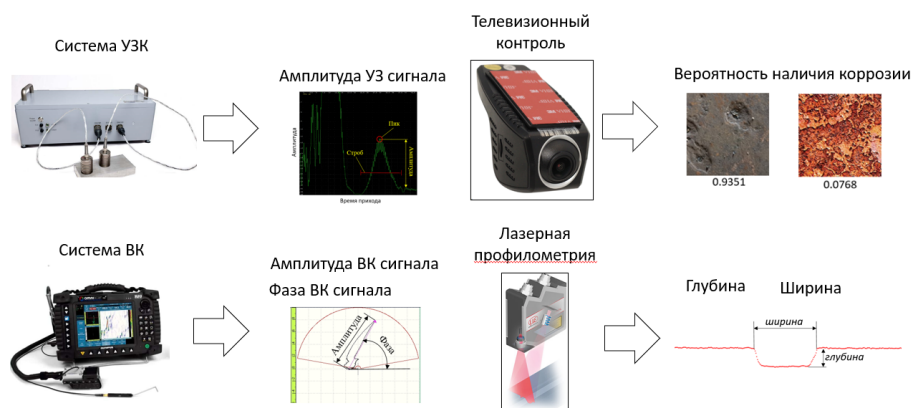 Система УЗК
Амплитуда УЗ сигнала
Амплитуда
Пик
Строб
Амплитуда
Время прихода
Телевизионный
контроль
Вероятность наличия коррозии
0.9351
0.0768
Система ВК
Амплитуда ВК сигнала
Фаза ВК сигнала
Амплитуда
Фаза
Лазерная
профилометрия
Глубина Ширина
ширина
глубина